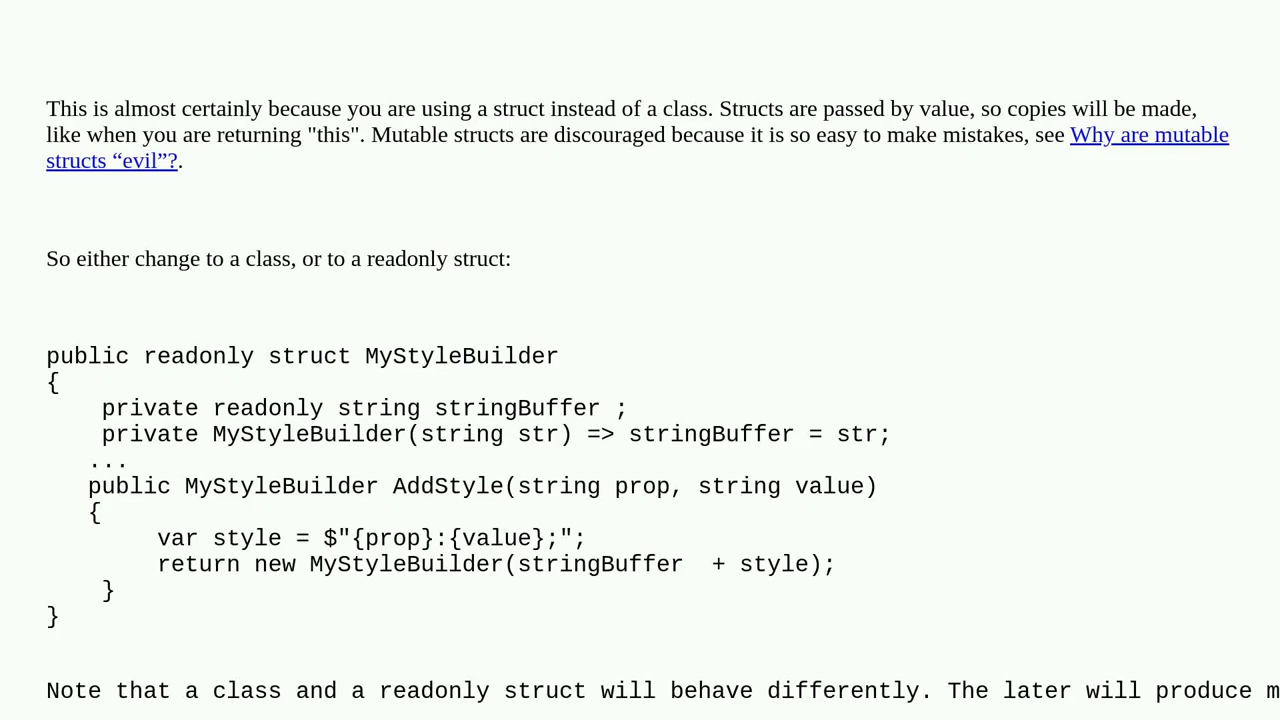 This is almost certainly because you are using a struct instead of a class. Structs are passed by value, so copies will be made,
like when you are returning "this". Mutable structs are discouraged because it is so easy to make mistakes, see Why are mutable
structs “evil”?.
So either change to a class, or to a readonly struct:
public readonly struct MyStyleBuilder
{
    private readonly string stringBuffer ;
    private MyStyleBuilder(string str) => stringBuffer = str;
   ...
   public MyStyleBuilder AddStyle(string prop, string value)
   {
        var style = $"{prop}:{value};";
        return new MyStyleBuilder(stringBuffer  + style);
    }
}
Note that a class and a readonly struct will behave differently. The later will produce